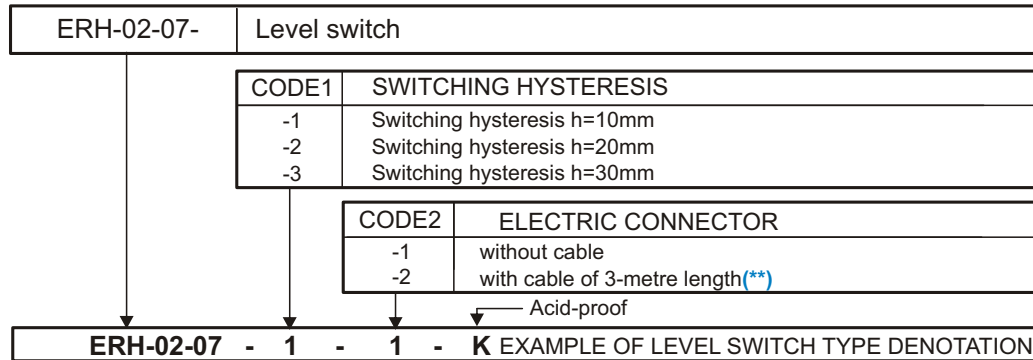 ERH-02-07- Level switch
CODE1 SWITCHING HYSTERESIS
-1 Switching hysteresis h=10mm
-2 Switching hysteresis h=20mm
-3 Switching hysteresis h=30mm
CODE2 ELECTRIC CONNECTOR
-1 without cable
-2 with cable of 3-metre length(**)
Acid-proof
ERH-02-07 - 1 - 1 - K EXAMPLE OF LEVEL SWITCH TYPE DENOTATION